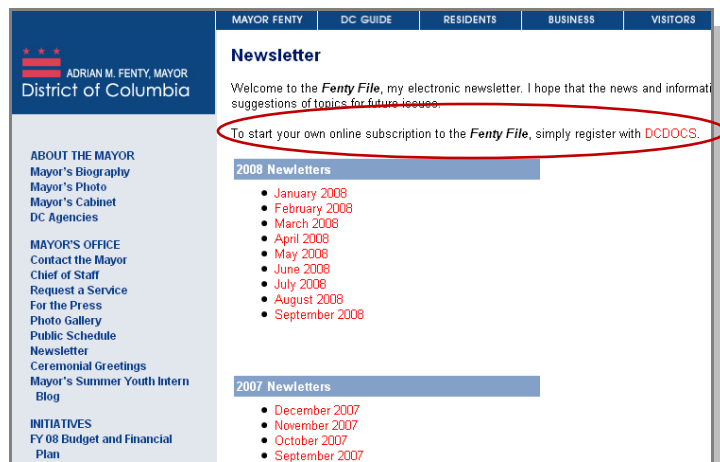 MAYOR FENTY DC GUIDE RESIDENTS BUSINESS VISITORS
ADRIAN M. FENTY, MAYOR
District of Columbia
ABOUT THE MAYOR
Mayor's Biography
Mayor's Photo
Mayor's Cabinet
DC Agencies
MAYOR'S OFFICE
Contact the Mayor
Chief of Staff
Request a Service
For the Press
Photo Gallery
Public Schedule
Newsletter
Ceremonial Greetings
Mayor's Summer Youth Intern
Blog
INITIATIVES
FY 08 Budget and Financial
Plan
Newsletter
Welcome to the Fenty File, my electronic newsletter. I hope that the news and informati
suggestions of topics for future issues.
To start your own online subscription to the Fenty File, simply register with DCDOCS.
2008 Newletters
January 2008
February 2008
March 2008
April 2008
May 2008
June 2008
July 2008
August 2008
September 2008
2007 Newletters
December 2007
November 2007
October 2007
September 2007